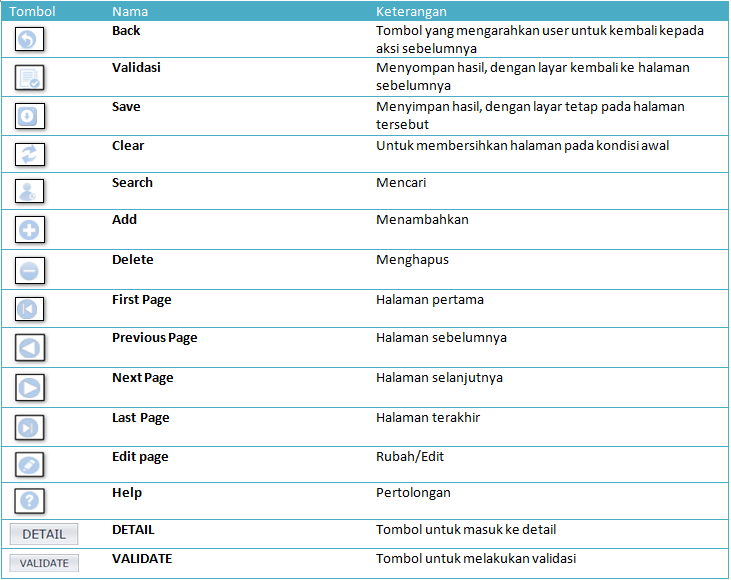 Tombol Nama Keterangan
Back Tombol yang mengarahkan user untuk kembali kepada
aksi sebelumnya
Validasi Menyompan hasil, dengan layar kembali ke halaman
sebelumnya
Save Menyimpan hasil, dengan layar tetap pada halaman
tersebut
Clear Untuk membersihkan halaman pada kondisi awal
Search Mencari
Add Menambahkan
Delete Menghapus
First Page Halaman pertama
Previous Page Halaman sebelumnya
Next Page Halaman selanjutnya
Last Page Halaman terakhir
Edit page Rubah/Edit
Help Pertolongan
DETAIL DETAIL Tombol untuk masuk ke detail
VALIDATE VALIDATE Tombol untuk melakukan validasi